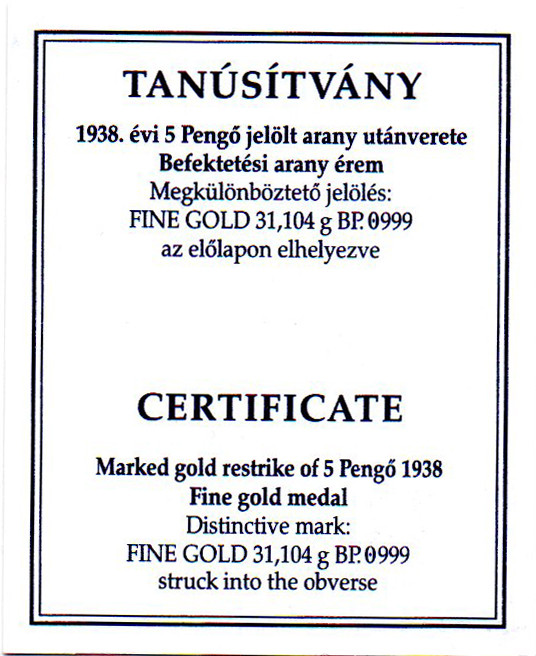 TANÚSÍTVÁNY
1938. évi 5 Pengő jelölt arany utánverete
Befektetési arany érem
Megkülönböztető jelölés:
FINE GOLD 31,104 g BP. 0999
az előlapon elhelyezve
CERTIFICATE
Marked gold restrike of 5 Pengő 1938
Fine gold medal
Distinctive mark:
FINE GOLD 31,104 g BP. 0999
struck into the obverse